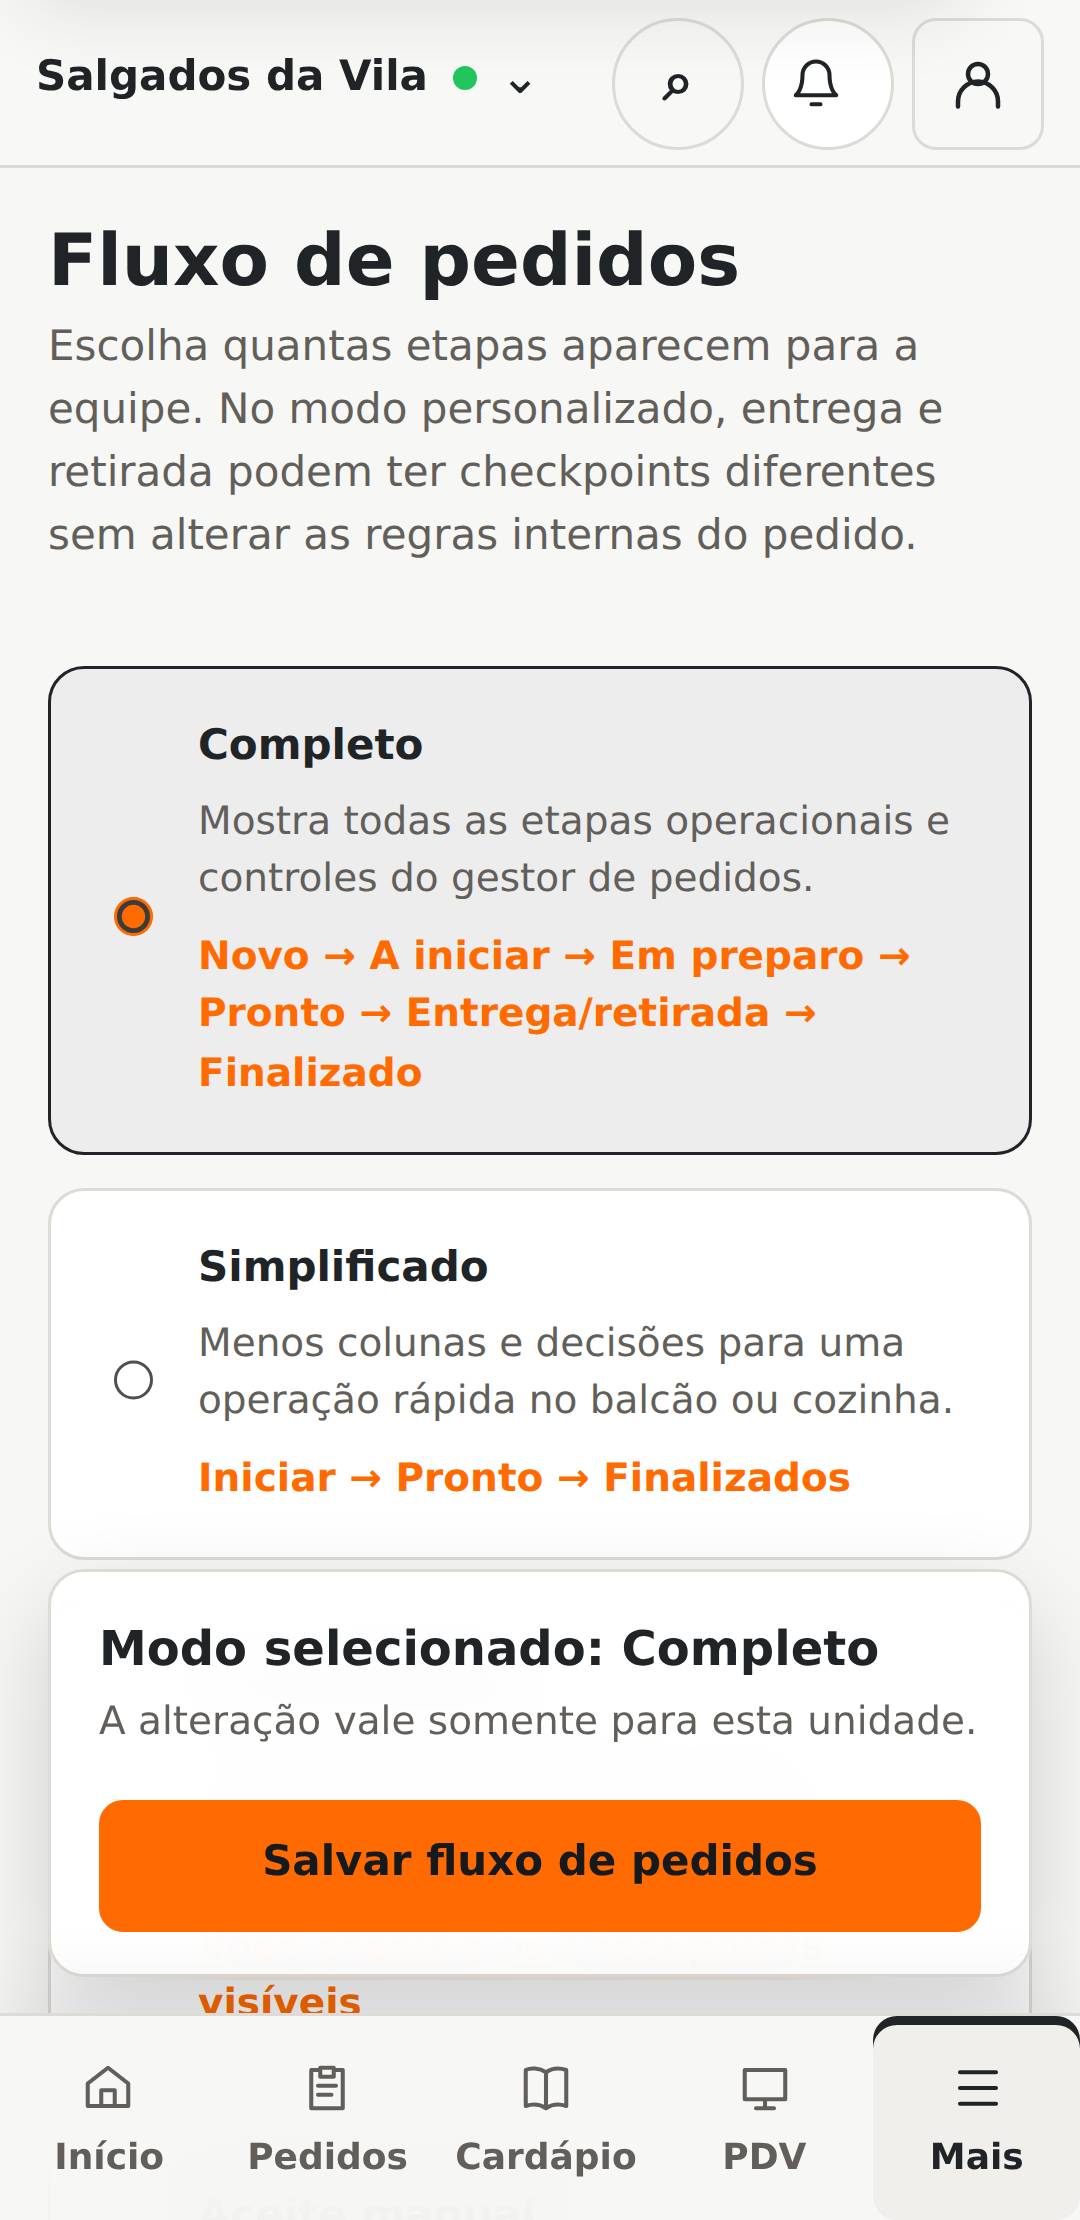 Salgados da Vila
Fluxo de pedidos
Escolha quantas etapas aparecem para a
equipe. No modo personalizado, entrega e
retirada podem ter checkpoints diferentes
sem alterar as regras internas do pedido.
Completo
Mostra todas as etapas operacionais e
controles do gestor de pedidos.
Novo → A iniciar → Em preparo →
Pronto → Entrega/retirada →
Finalizado
Simplificado
Menos colunas e decisões para uma
operação rápida no balcão ou cozinha.
Iniciar → Pronto → Finalizados
Modo selecionado: Completo
A alteração vale somente para esta unidade.
Salvar fluxo de pedidos
visíveis
Início
Pedidos
Cardápio
PDV
Mais
Aceite manual